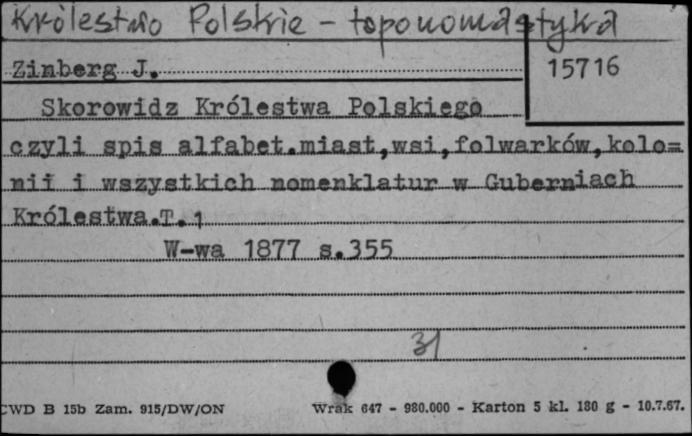 Królestwo Polskie - toponomastyka
Zinberg J.
15716
Skorowidz Królestwa Polskiego
czyli spis alfabet.miast,wsi,folwarków,kolo=
nii i wszystkich nomenklatur w Guberniach
Królestwa.T.1
W-wa 1877 s.355
31
CWD B 15b Zam. 915/DW/ON Wrak 647 - 980.000 - Karton 5 kl. 180 g - 10.7.67.